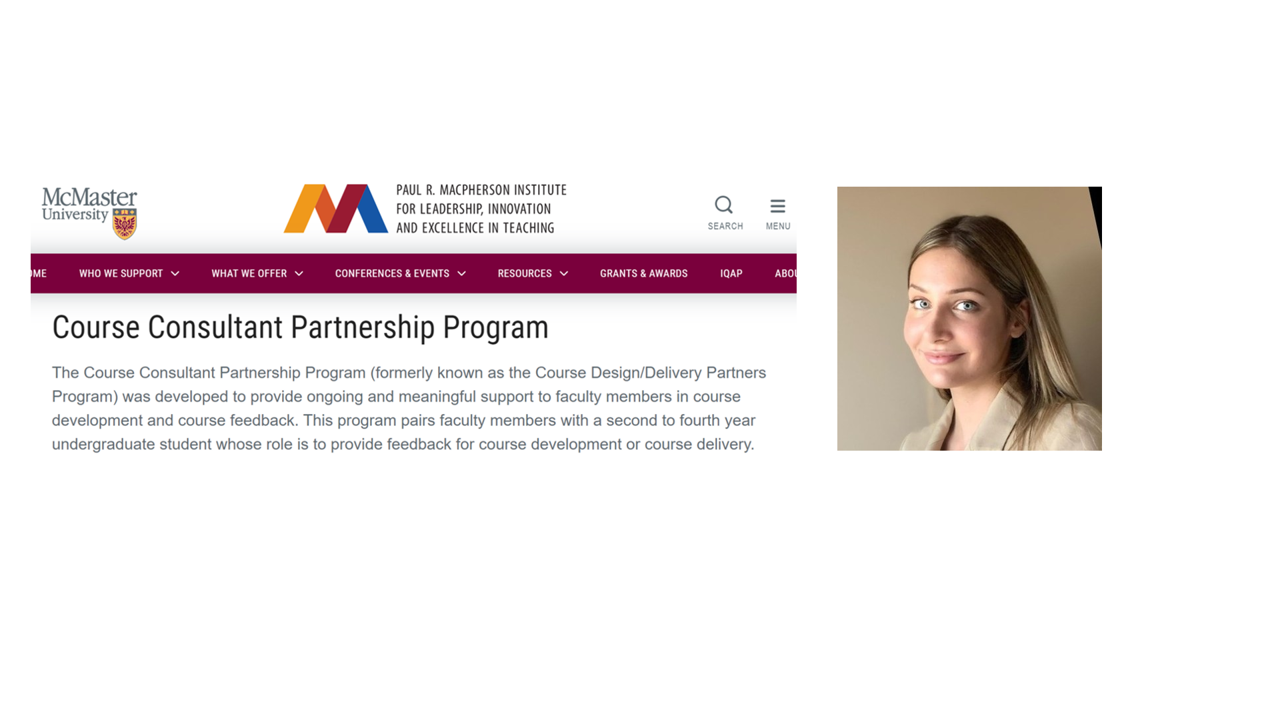 McMaster
University
PAUL R. MACPHERSON INSTITUTE
FOR LEADERSHIP, INNOVATION
AND EXCELLENCE IN TEACHING
SEARCH
MENU
OME
WHO WE SUPPORT
WHAT WE OFFER
CONFERENCES & EVENTS
RESOURCES
GRANTS & AWARDS
IQAP
ABOU
Course Consultant Partnership Program
The Course Consultant Partnership Program (formerly known as the Course Design/Delivery Partners
Program) was developed to provide ongoing and meaningful support to faculty members in course
development and course feedback. This program pairs faculty members with a second to fourth year
undergraduate student whose role is to provide feedback for course development or course delivery.